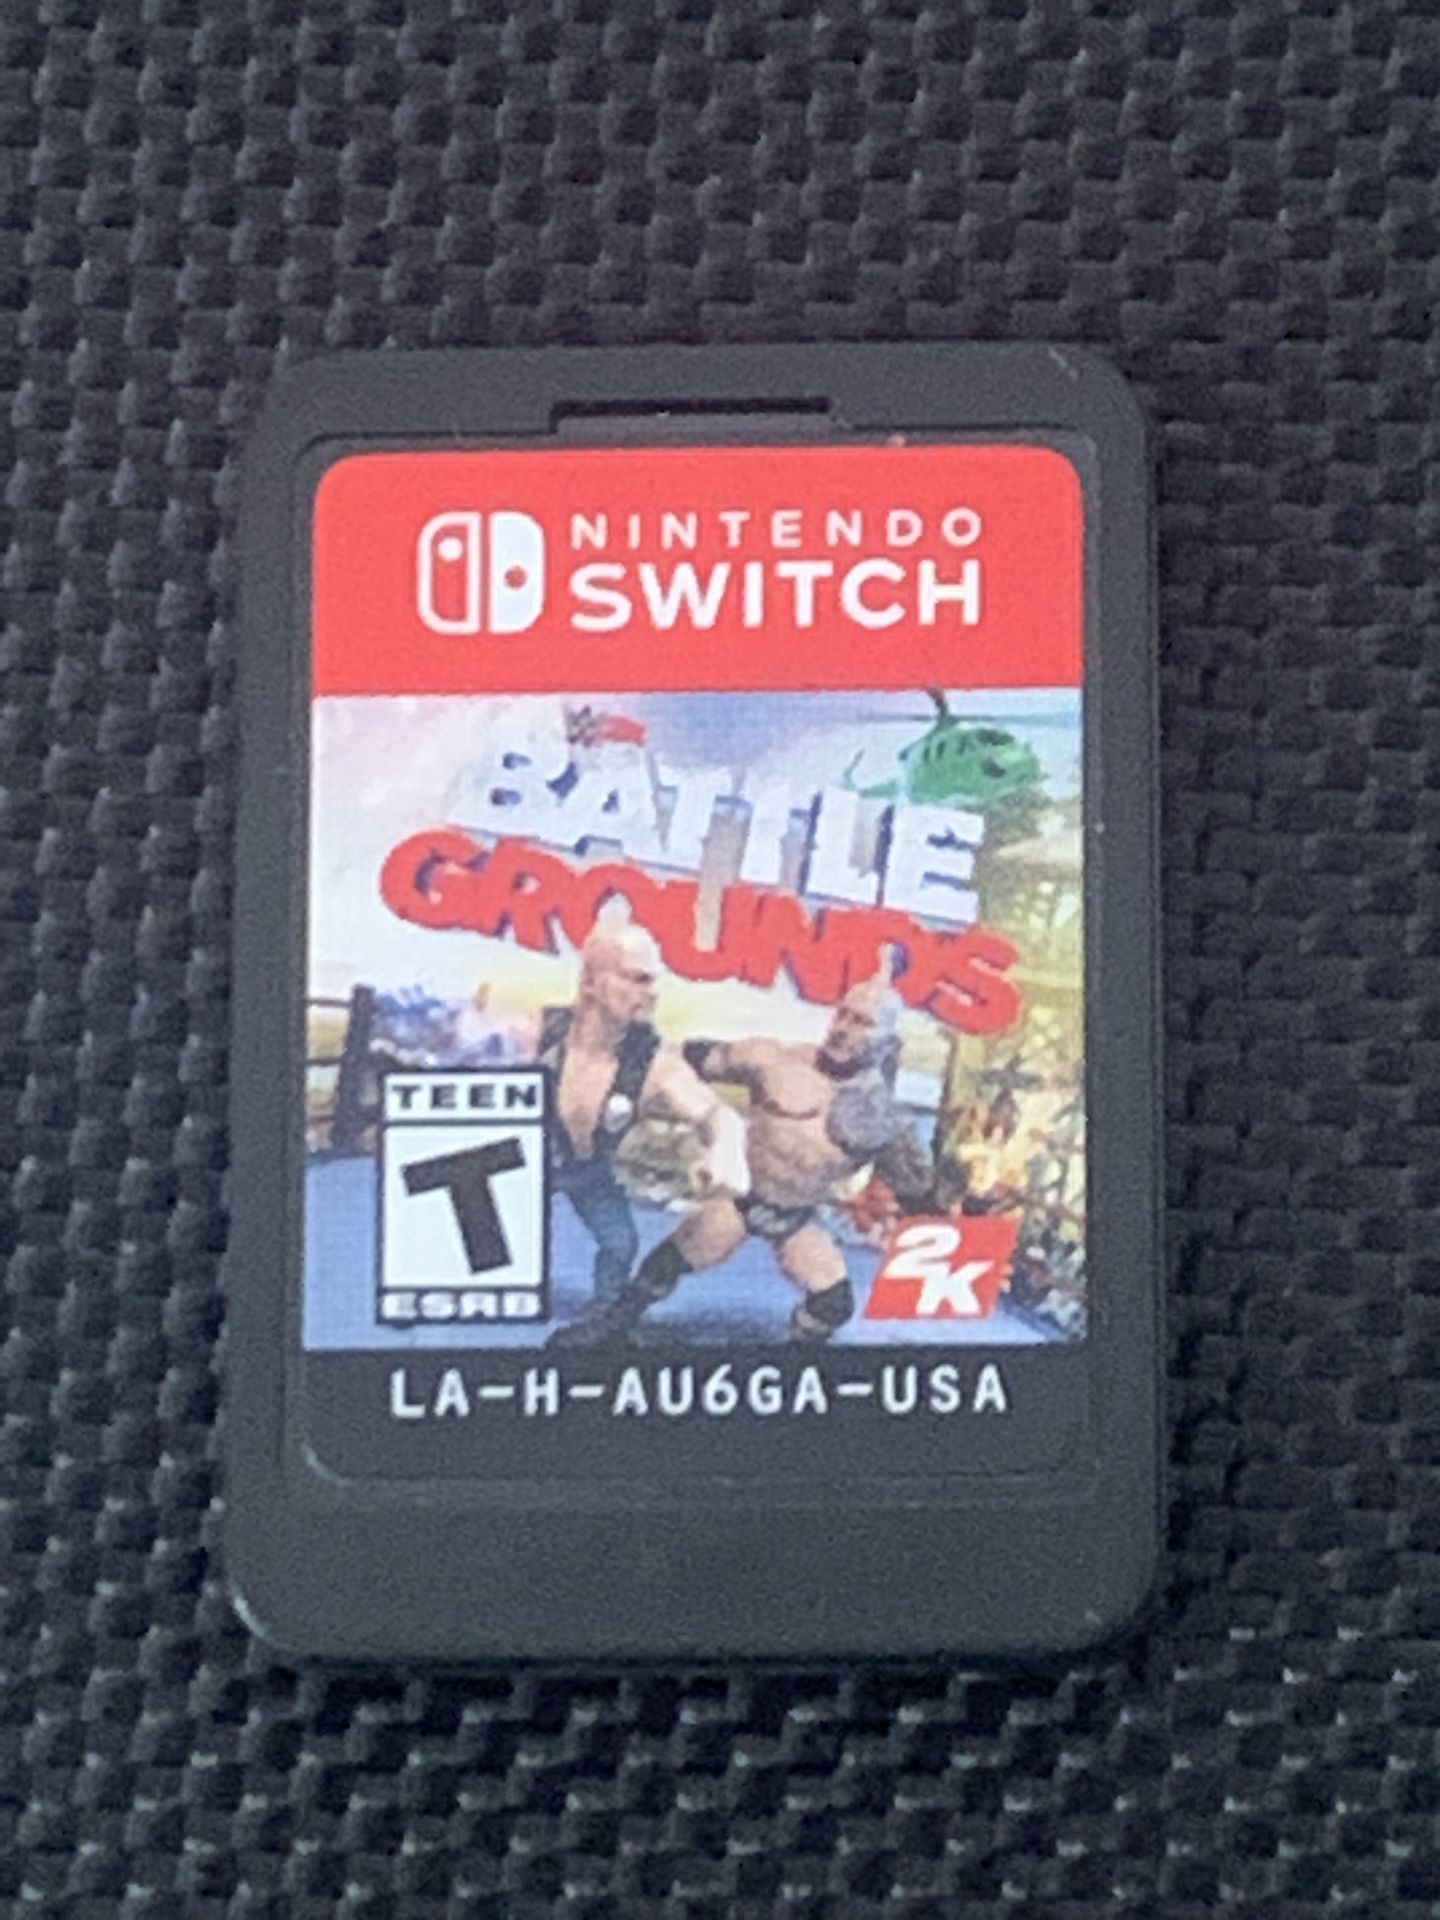 NINTENDO
SWITCH
W
BATTLE
GROUNDS
TEEN
T
ESRB
2K
LA-H-AU6GA-USA